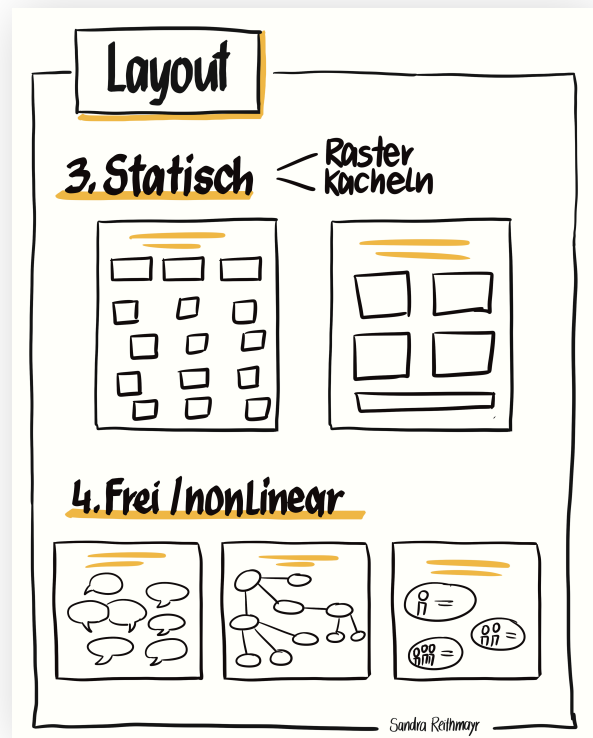 Layout
3. Statisch
Raster
Kacheln
4. Frei / nonLinear
Sandra Reithmayr